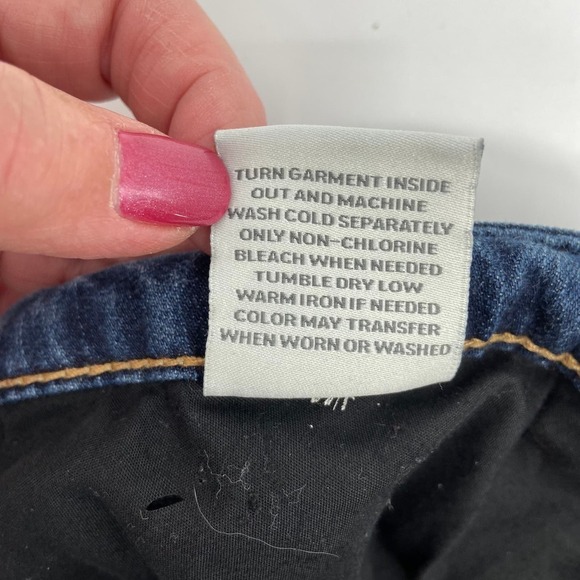 TURN GARMENT INSIDE
OUT AND MACHINE
WASH COLD SEPARATELY
ONLY NON-CHLORINE
BLEACH WHEN NEEDED
TUMBLE DRY LOW
WARM IRON IF NEEDED
COLOR MAY TRANSFER
WHEN WORN OR WASHED